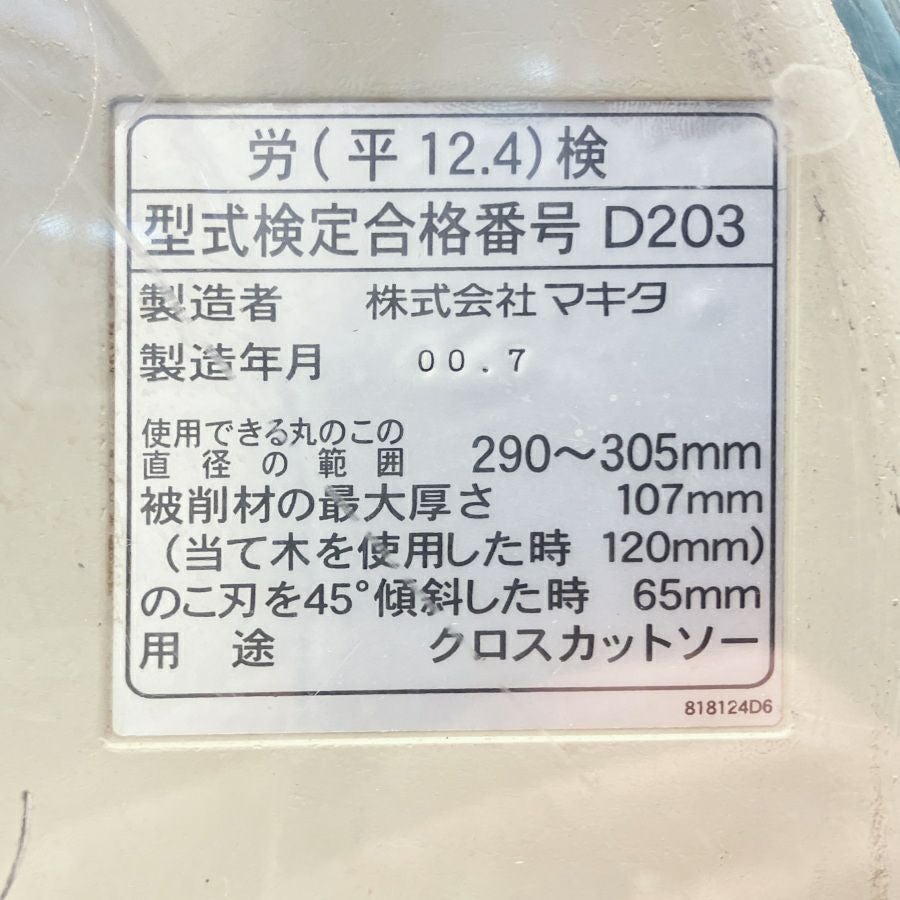 労(平12.4)検
型式検定合格番号 D203
製造者 株式会社マキタ
製造年月 00.7
使用できる丸のこの
直径の範囲 290～305mm
被削材の最大厚さ 107mm
(当て木を使用した時 120mm)
のこ刃を45°傾斜した時 65mm
用途 クロスカットソー
818124D6